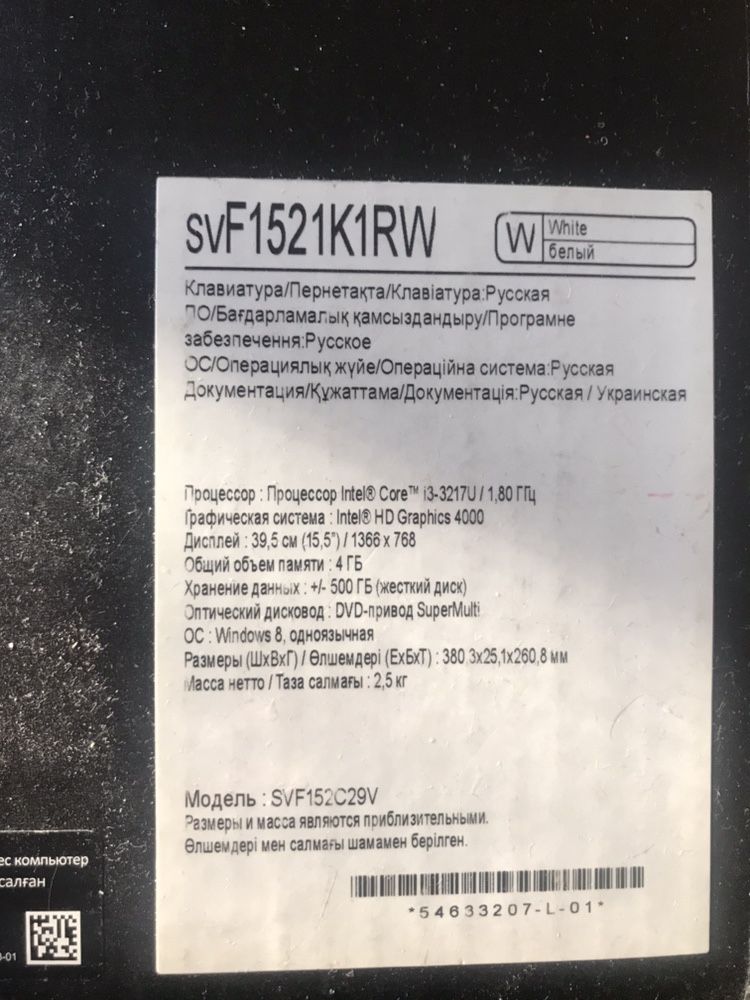 svF1521K1RW
W White
белый
Клавиатура/Пернетақта/Клавіатура:Русская
ПО/Бағдарламалық қамсыздандыру/Програмне
забезпечення:Русское
ОС/Операциялық жүйе/Операційна система:Русская
Документация/Құжаттама/Документація:Русская / Украинская
Процессор : Процессор Intel® Core™ i3-3217U / 1,80 ГГц
Графическая система : Intel® HD Graphics 4000
Дисплей : 39,5 см (15,5") / 1366 x 768
Общий объем памяти : 4 ГБ
Хранение данных : +/- 500 ГБ (жесткий диск)
Оптический дисковод : DVD-привод SuperMulti
ОС : Windows 8, одноязычная
Размеры (ШхВхГ) / Өлшемдері (ЕхБхТ) : 380,3x25,1x260,8 мм
Масса нетто / Таза салмағы : 2,5 кг
Модель : SVF152C29V
Размеры и масса являются приблизительными.
Өлшемдері мен салмағы шамамен берілген.
*54633207-L-01*
ес компьютер
салған
-01